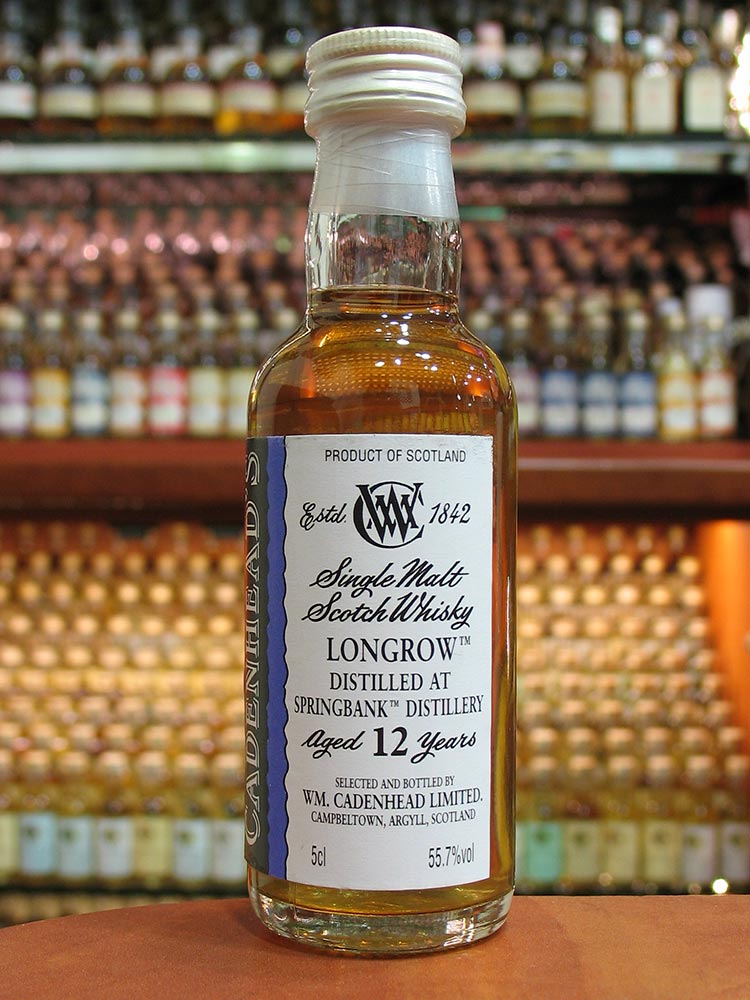 CADENHEAD'S
PRODUCT OF SCOTLAND
Estd. WMC 1842
Single Malt
Scotch Whisky
LONGROW™
DISTILLED AT
SPRINGBANK™ DISTILLERY
Aged 12 Years
SELECTED AND BOTTLED BY
WM. CADENHEAD LIMITED.
CAMPBELTOWN, ARGYLL, SCOTLAND
5cl 55.7%vol